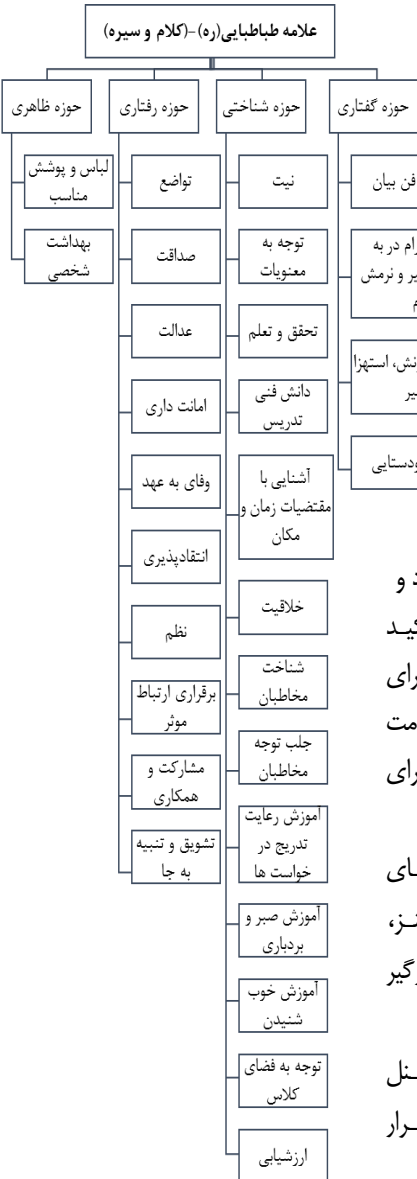 علامه طباطبایی(ره)-(کلام و سیره)
حوزه گفتاری
فن بیان
در به
و نرمش
استهزا
حوزه شناختی
نیت
توجه به
معنویات
تحقق و تعلم
دانش فنی
تدریس
آشنایی با
مقتضیات زمان و
مکان
خلاقیت
شناخت
مخاطبان
جلب توجه
مخاطبان
آموزش رعایت
تدریج در
خواست ها
آموزش صبر و
بردباری
آموزش خوب
شنیدن
توجه به فضای
کلاس
ارزشیابی
حوزه رفتاری
تواضع
صداقت
عدالت
امانت داری
وفای به عهد
انتقادپذیری
نظم
برقراری ارتباط
موثر
مشارکت و
همکاری
تشویق و تنبیه
به جا
حوزه ظاهری
لباس و پوشش
مناسب
بهداشت
شخصی